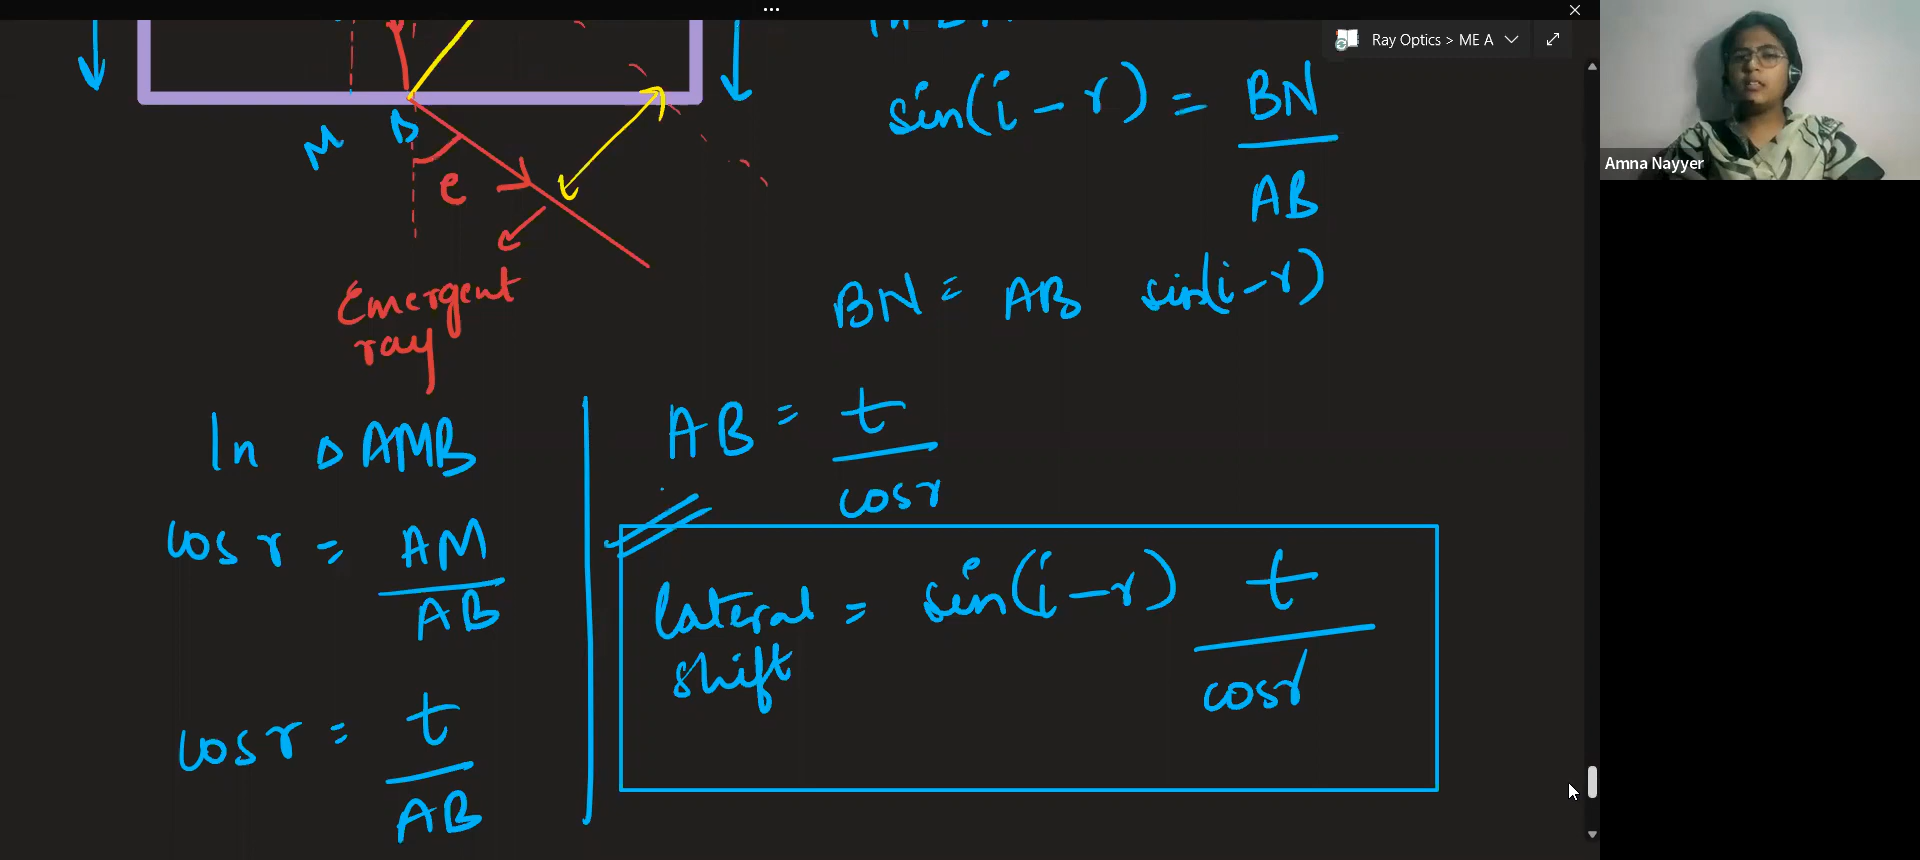 Ray Optics > ME A
Amna Nayyer
sin(i - r) = BN / AB
M B
e
Emergent
ray
BN = AB sin(i - r)
In Δ AMB
cos r = AM / AB
cos r = t / AB
AB = t / cos r
lateral shift = sin(i - r) t / cos r